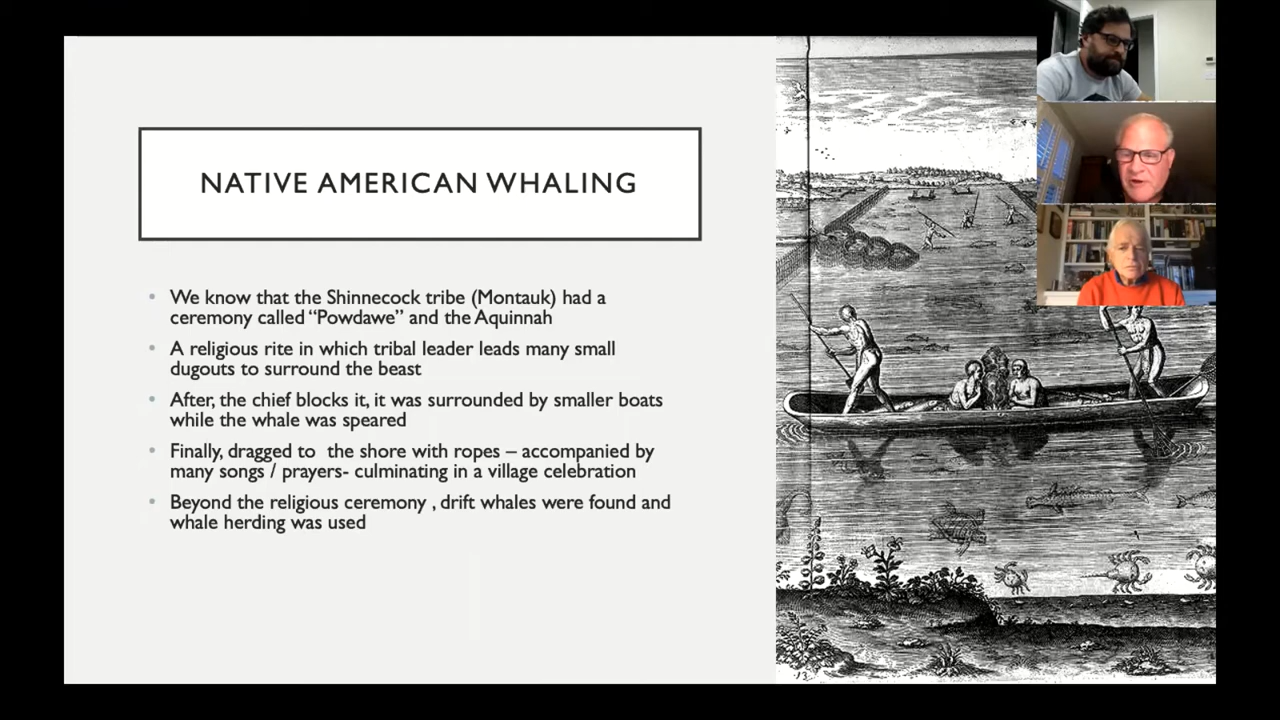 NATIVE AMERICAN WHALING
• We know that the Shinnecock tribe (Montauk) had a
ceremony called “Powdawe” and the Aquinnah
• A religious rite in which tribal leader leads many small
dugouts to surround the beast
• After, the chief blocks it, it was surrounded by smaller boats
while the whale was speared
• Finally, dragged to  the shore with ropes – accompanied by
many songs / prayers- culminating in a village celebration
• Beyond the religious ceremony , drift whales were found and
whale herding was used